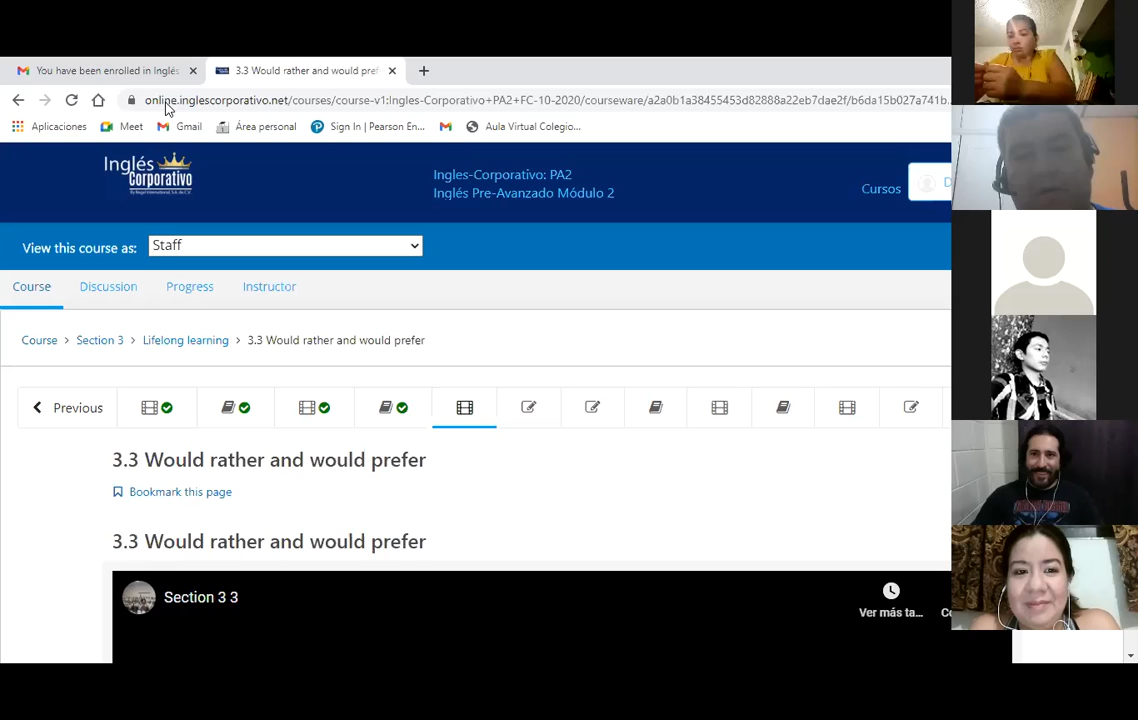 You have been enrolled in Inglés
3.3 Would rather and would pref
online.inglescorporativo.net/courses/course-v1:Ingles-Corporativo+PA2+FC-10-2020/courseware/a2a0b1a38455453d82888a22eb7dae2f/b6da15b027a741b.
Aplicaciones
Meet
Gmail
Área personal
Sign In | Pearson En...
Aula Virtual Colegio...
Inglés
Corporativo
Ingles-Corporativo: PA2
Inglés Pre-Avanzado Módulo 2
Cursos
D
View this course as:
Staff
Course
Discussion
Progress
Instructor
Course > Section 3 > Lifelong learning > 3.3 Would rather and would prefer
Previous
3.3 Would rather and would prefer
Bookmark this page
3.3 Would rather and would prefer
Section 3 3
Ver más ta...
Co